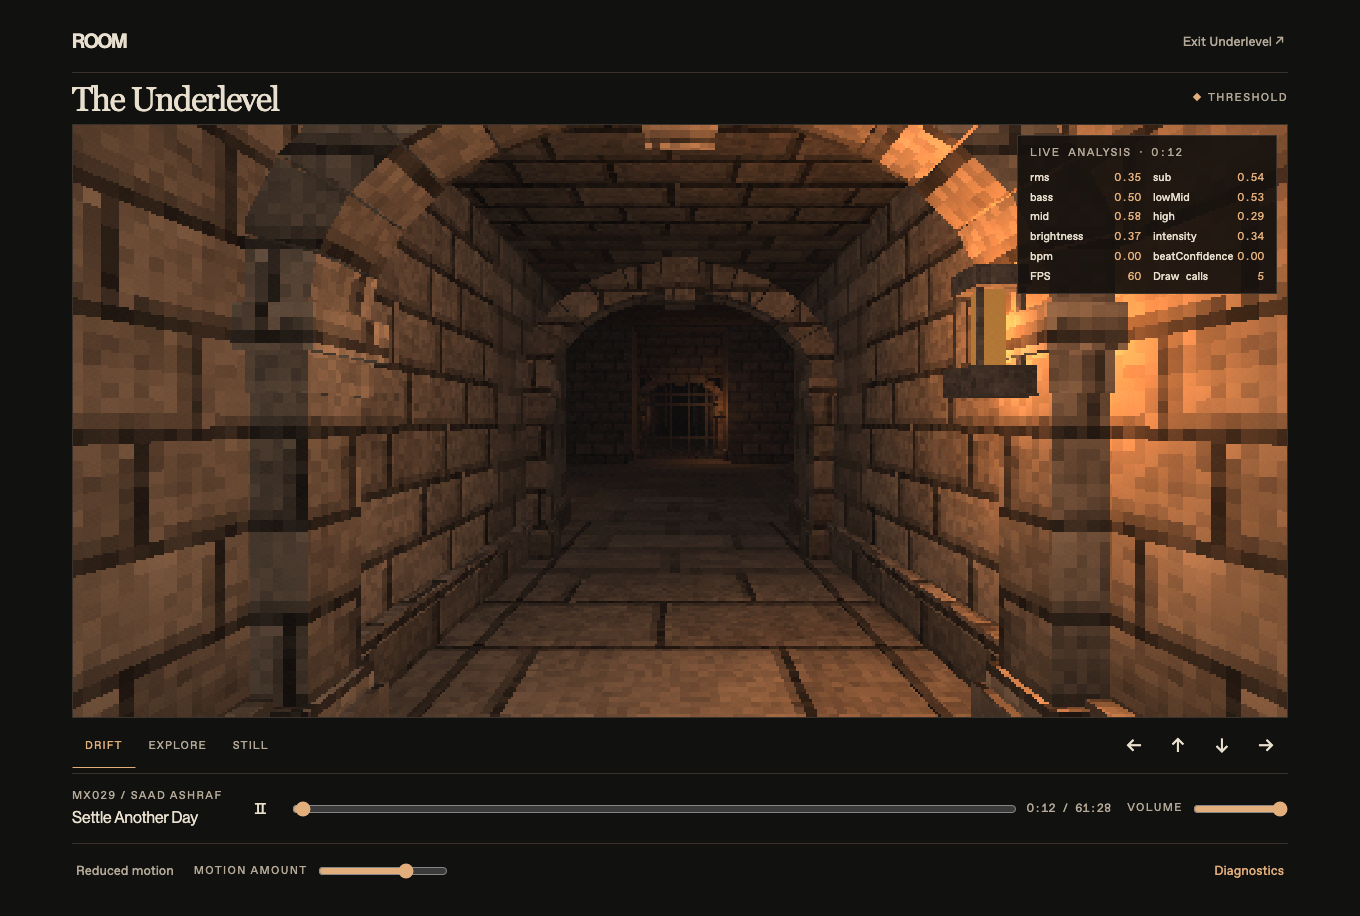 ROOM
Exit Underlevel ↗
The Underlevel
◆ THRESHOLD
LIVE ANALYSIS · 0:12
rms 0.35 sub 0.54
bass 0.50 lowMid 0.53
mid 0.58 high 0.29
brightness 0.37 intensity 0.34
bpm 0.00 beatConfidence 0.00
FPS 60 Draw calls 5
DRIFT EXPLORE STILL ← ↑ ↓ →
MX029 / SAAD ASHRAF
Settle Another Day
0:12 / 61:28 VOLUME
Reduced motion MOTION AMOUNT Diagnostics